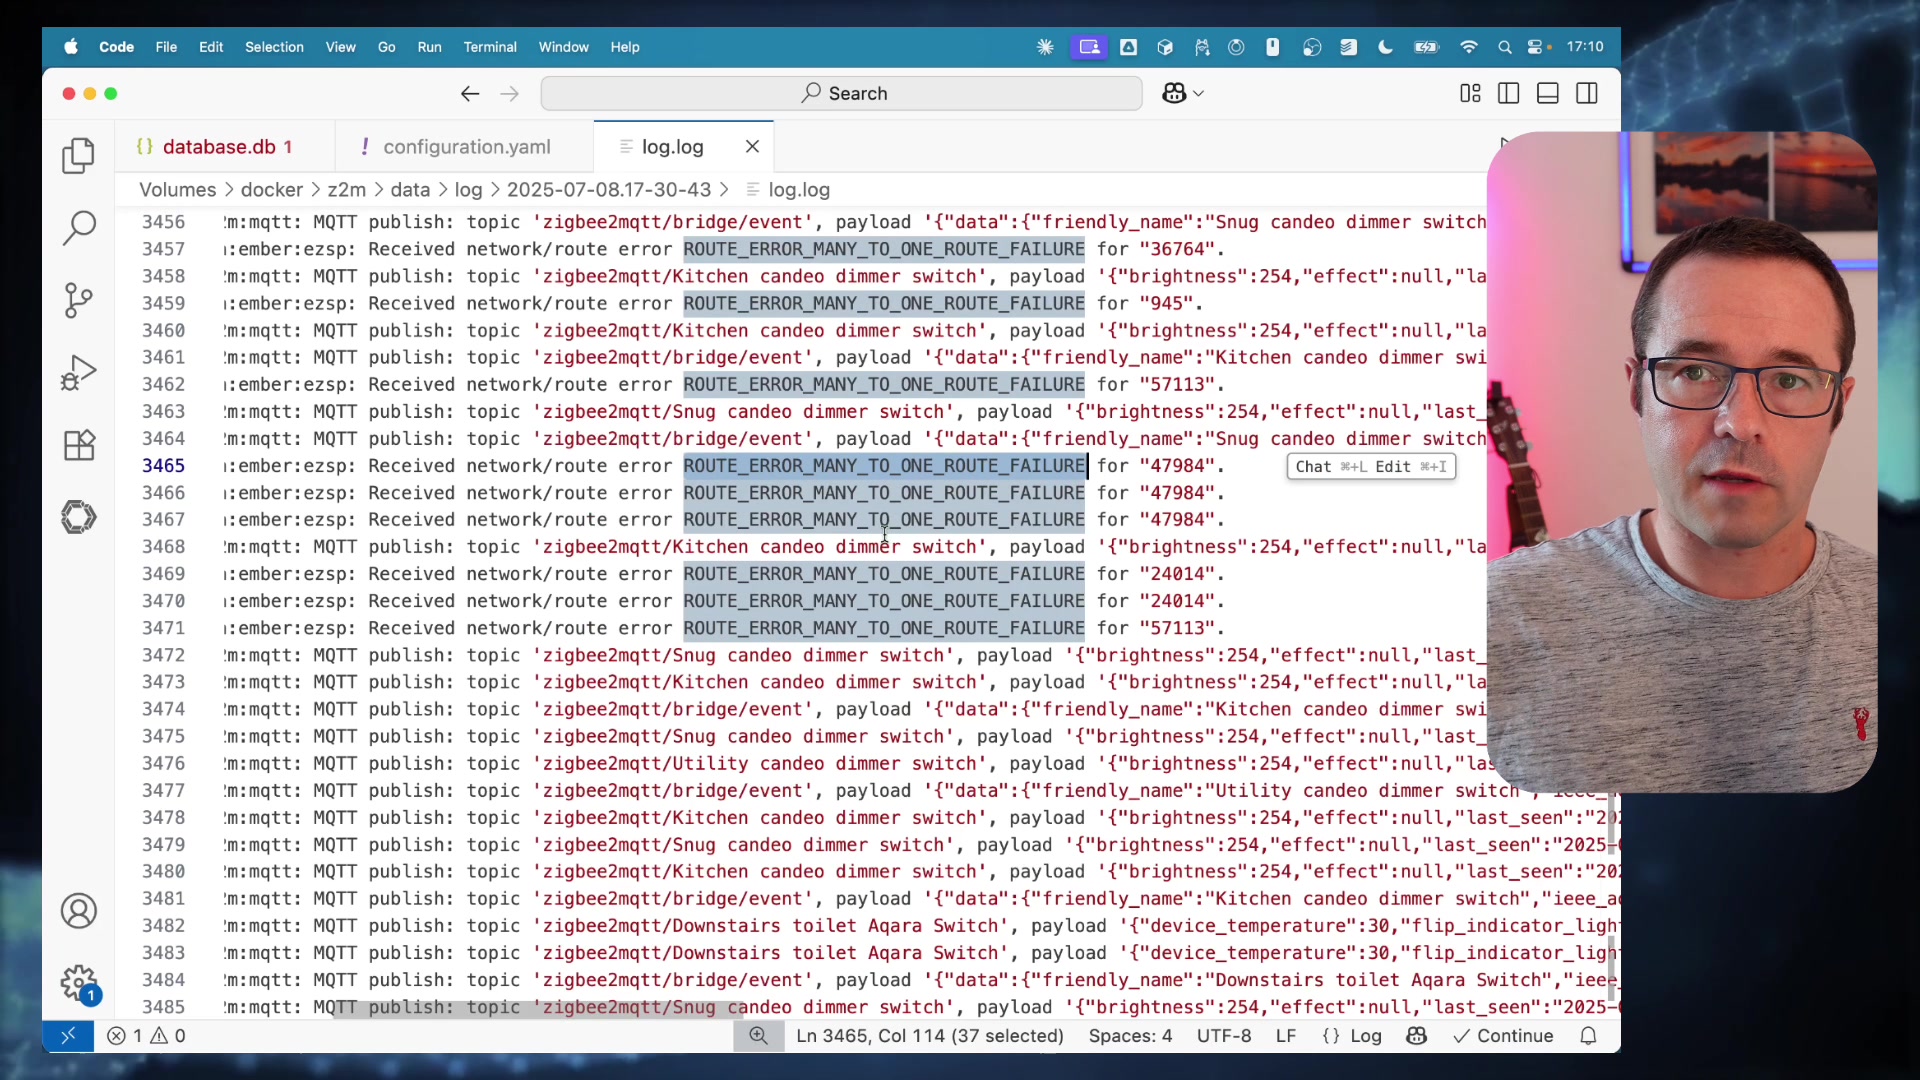 Code File Edit Selection View Go Run Terminal Window Help 17:10
Search
database.db 1 configuration.yaml log.log
Volumes > docker > z2m > data > log > 2025-07-08.17-30-43 > log.log
3456 2m:mqtt: MQTT publish: topic 'zigbee2mqtt/bridge/event', payload '{"data":{"friendly_name":"Snug candeo dimmer switch
3457 h:ember:ezsp: Received network/route error ROUTE_ERROR_MANY_TO_ONE_ROUTE_FAILURE for "36764".
3458 2m:mqtt: MQTT publish: topic 'zigbee2mqtt/Kitchen candeo dimmer switch', payload '{"brightness":254,"effect":null,"las
3459 h:ember:ezsp: Received network/route error ROUTE_ERROR_MANY_TO_ONE_ROUTE_FAILURE for "945".
3460 2m:mqtt: MQTT publish: topic 'zigbee2mqtt/Kitchen candeo dimmer switch', payload '{"brightness":254,"effect":null,"la
3461 2m:mqtt: MQTT publish: topic 'zigbee2mqtt/bridge/event', payload '{"data":{"friendly_name":"Kitchen candeo dimmer swi
3462 h:ember:ezsp: Received network/route error ROUTE_ERROR_MANY_TO_ONE_ROUTE_FAILURE for "57113".
3463 2m:mqtt: MQTT publish: topic 'zigbee2mqtt/Snug candeo dimmer switch', payload '{"brightness":254,"effect":null,"last_
3464 2m:mqtt: MQTT publish: topic 'zigbee2mqtt/bridge/event', payload '{"data":{"friendly_name":"Snug candeo dimmer switch
3465 h:ember:ezsp: Received network/route error ROUTE_ERROR_MANY_TO_ONE_ROUTE_FAILURE for "47984". Chat ⌘+L Edit ⌘+I
3466 h:ember:ezsp: Received network/route error ROUTE_ERROR_MANY_TO_ONE_ROUTE_FAILURE for "47984".
3467 h:ember:ezsp: Received network/route error ROUTE_ERROR_MANY_TO_ONE_ROUTE_FAILURE for "47984".
3468 2m:mqtt: MQTT publish: topic 'zigbee2mqtt/Kitchen candeo dimmer switch', payload '{"brightness":254,"effect":null,"la
3469 h:ember:ezsp: Received network/route error ROUTE_ERROR_MANY_TO_ONE_ROUTE_FAILURE for "24014".
3470 h:ember:ezsp: Received network/route error ROUTE_ERROR_MANY_TO_ONE_ROUTE_FAILURE for "24014".
3471 h:ember:ezsp: Received network/route error ROUTE_ERROR_MANY_TO_ONE_ROUTE_FAILURE for "57113".
3472 2m:mqtt: MQTT publish: topic 'zigbee2mqtt/Snug candeo dimmer switch', payload '{"brightness":254,"effect":null,"last_
3473 2m:mqtt: MQTT publish: topic 'zigbee2mqtt/Kitchen candeo dimmer switch', payload '{"brightness":254,"effect":null,"la
3474 2m:mqtt: MQTT publish: topic 'zigbee2mqtt/bridge/event', payload '{"data":{"friendly_name":"Kitchen candeo dimmer swi
3475 2m:mqtt: MQTT publish: topic 'zigbee2mqtt/Snug candeo dimmer switch', payload '{"brightness":254,"effect":null,"last_
3476 2m:mqtt: MQTT publish: topic 'zigbee2mqtt/Utility candeo dimmer switch', payload '{"brightness":254,"effect":null,"la
3477 2m:mqtt: MQTT publish: topic 'zigbee2mqtt/bridge/event', payload '{"data":{"friendly_name":"Utility candeo dimmer switch","ieee_
3478 2m:mqtt: MQTT publish: topic 'zigbee2mqtt/Kitchen candeo dimmer switch', payload '{"brightness":254,"effect":null,"last_seen":"20
3479 2m:mqtt: MQTT publish: topic 'zigbee2mqtt/Snug candeo dimmer switch', payload '{"brightness":254,"effect":null,"last_seen":"2025-
3480 2m:mqtt: MQTT publish: topic 'zigbee2mqtt/Kitchen candeo dimmer switch', payload '{"brightness":254,"effect":null,"last_seen":"20
3481 2m:mqtt: MQTT publish: topic 'zigbee2mqtt/bridge/event', payload '{"data":{"friendly_name":"Kitchen candeo dimmer switch","ieee_a
3482 2m:mqtt: MQTT publish: topic 'zigbee2mqtt/Downstairs toilet Aqara Switch', payload '{"device_temperature":30,"flip_indicator_ligh
3483 2m:mqtt: MQTT publish: topic 'zigbee2mqtt/Downstairs toilet Aqara Switch', payload '{"device_temperature":30,"flip_indicator_ligh
3484 2m:mqtt: MQTT publish: topic 'zigbee2mqtt/bridge/event', payload '{"data":{"friendly_name":"Downstairs toilet Aqara Switch","ieee
3485 2m:mqtt: MQTT publish: topic 'zigbee2mqtt/Snug candeo dimmer switch', payload '{"brightness":254,"effect":null,"last_seen":"2025-
1
1 0 Ln 3465, Col 114 (37 selected) Spaces: 4 UTF-8 LF {} Log Continue